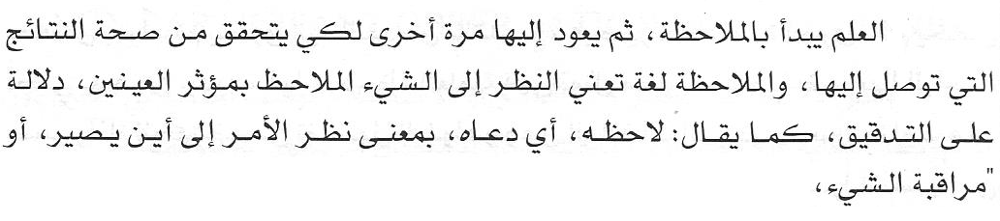 العلم يبدأ بالملاحظة، ثم يعود إليها مرة أخرى لكي يتحقق من صحة النتائج
التي توصل إليها، والملاحظة لغة تعني النظر إلى الشيء الملاحظ بمؤثر العينين، دلالة
على التدقيق، كما يقال: لاحظه، أي دعاه، بمعنى نظر الأمر إلى أين يصير، أو
"مراقبة الشيء،